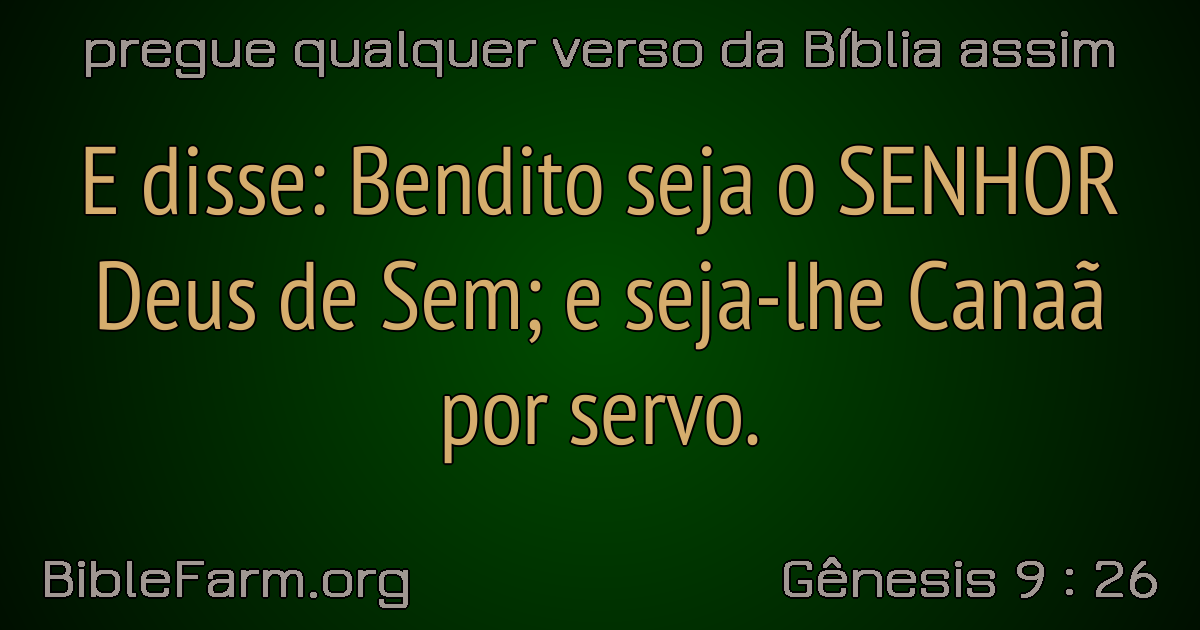 pregue qualquer verso da Bíblia assim
E disse: Bendito seja o SENHOR
Deus de Sem; e seja-lhe Canaã
por servo.
BibleFarm.org
Gênesis 9 : 26